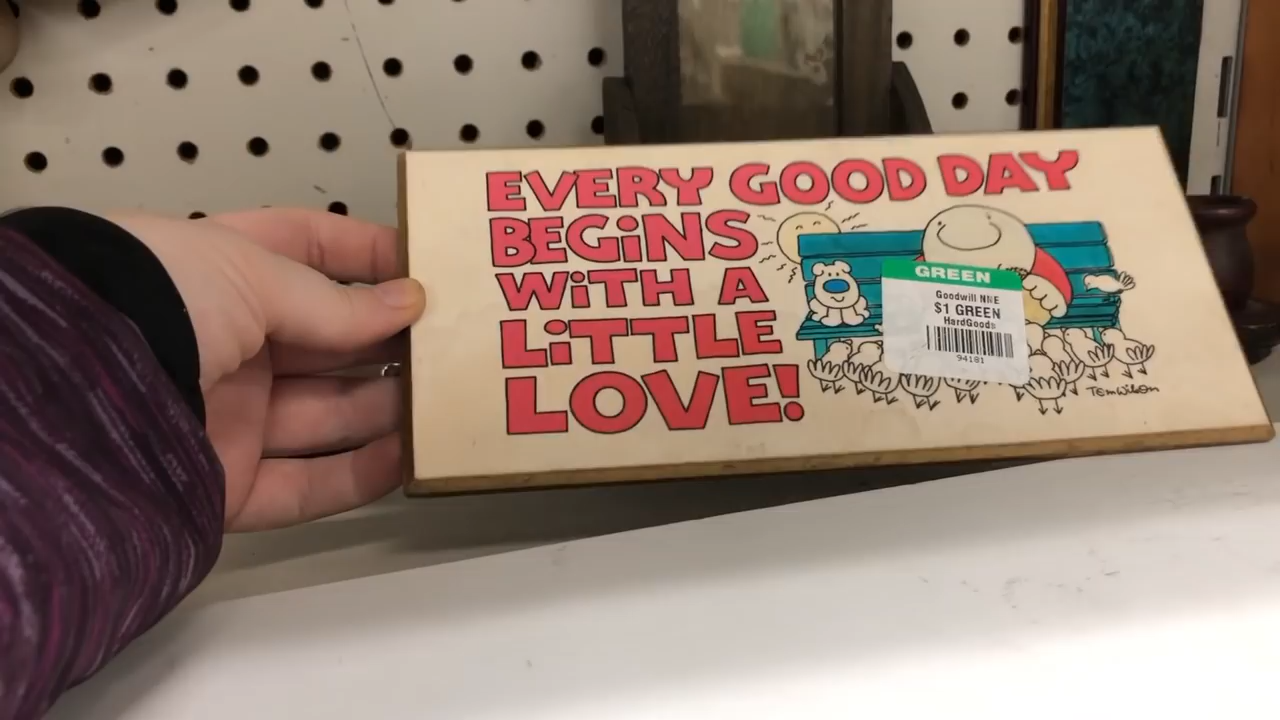 EVERY GOOD DAY
BEGiNS
WiTH A
LiTTLE
LOVE!
GREEN
Goodwill NNE
$1 GREEN
HardGoods
94181
Tom Wilson